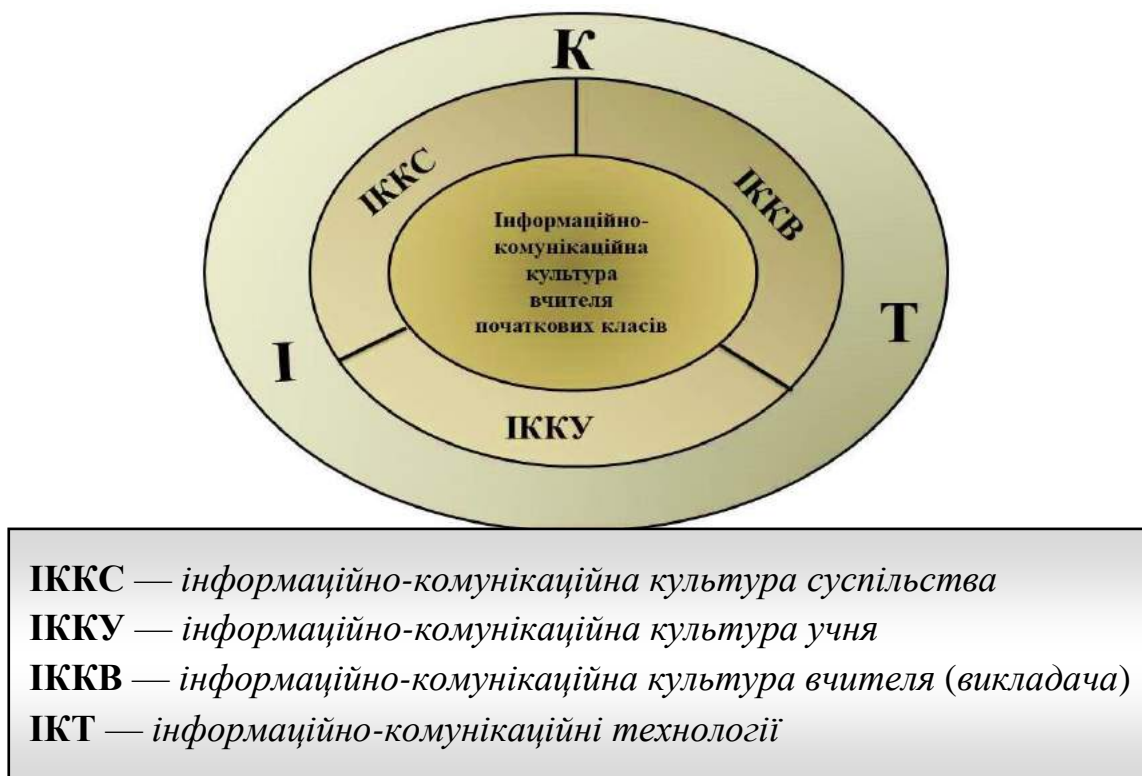 К
ІККС
ІККВ
Інформаційно-
комунікаційна
культура
вчителя
початкових класів
І
Т
ІККУ
ІККС — інформаційно-комунікаційна культура суспільства
ІККУ — інформаційно-комунікаційна культура учня
ІККВ — інформаційно-комунікаційна культура вчителя (викладача)
ІКТ — інформаційно-комунікаційні технології